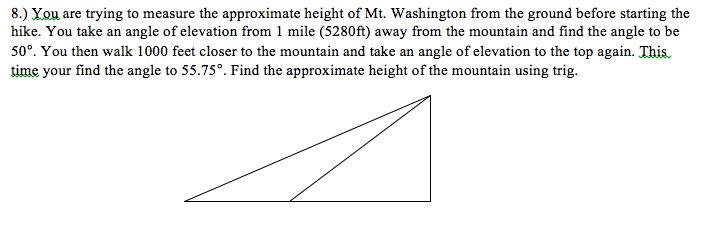 8.) You are trying to measure the approximate height of Mt. Washington from the ground before starting the
hike. You take an angle of elevation from 1 mile (5280ft) away from the mountain and find the angle to be
50°. You then walk 1000 feet closer to the mountain and take an angle of elevation to the top again. This
time your find the angle to 55.75°. Find the approximate height of the mountain using trig.